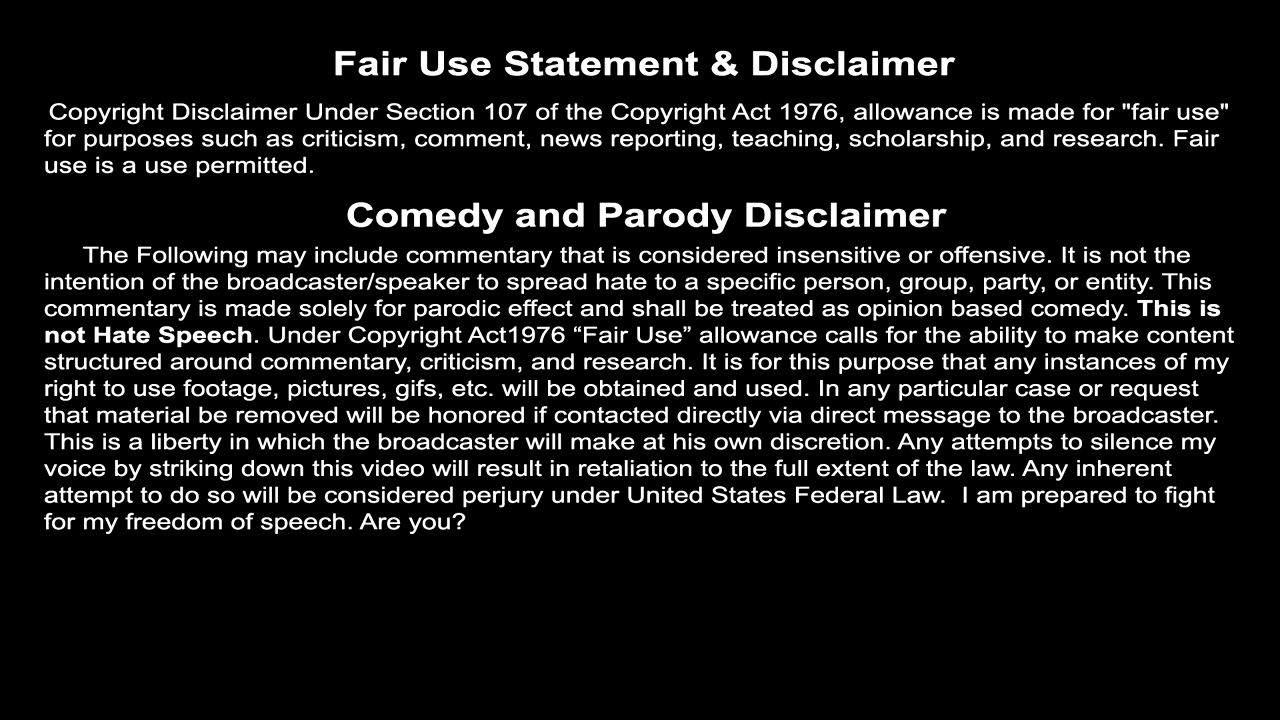 Fair Use Statement & Disclaimer
Copyright Disclaimer Under Section 107 of the Copyright Act 1976, allowance is made for "fair use"
for purposes such as criticism, comment, news reporting, teaching, scholarship, and research. Fair
use is a use permitted.
Comedy and Parody Disclaimer
The Following may include commentary that is considered insensitive or offensive. It is not the
intention of the broadcaster/speaker to spread hate to a specific person, group, party, or entity. This
commentary is made solely for parodic effect and shall be treated as opinion based comedy. This is
not Hate Speech. Under Copyright Act1976 “Fair Use” allowance calls for the ability to make content
structured around commentary, criticism, and research. It is for this purpose that any instances of my
right to use footage, pictures, gifs, etc. will be obtained and used. In any particular case or request
that material be removed will be honored if contacted directly via direct message to the broadcaster.
This is a liberty in which the broadcaster will make at his own discretion. Any attempts to silence my
voice by striking down this video will result in retaliation to the full extent of the law. Any inherent
attempt to do so will be considered perjury under United States Federal Law.  I am prepared to fight
for my freedom of speech. Are you?